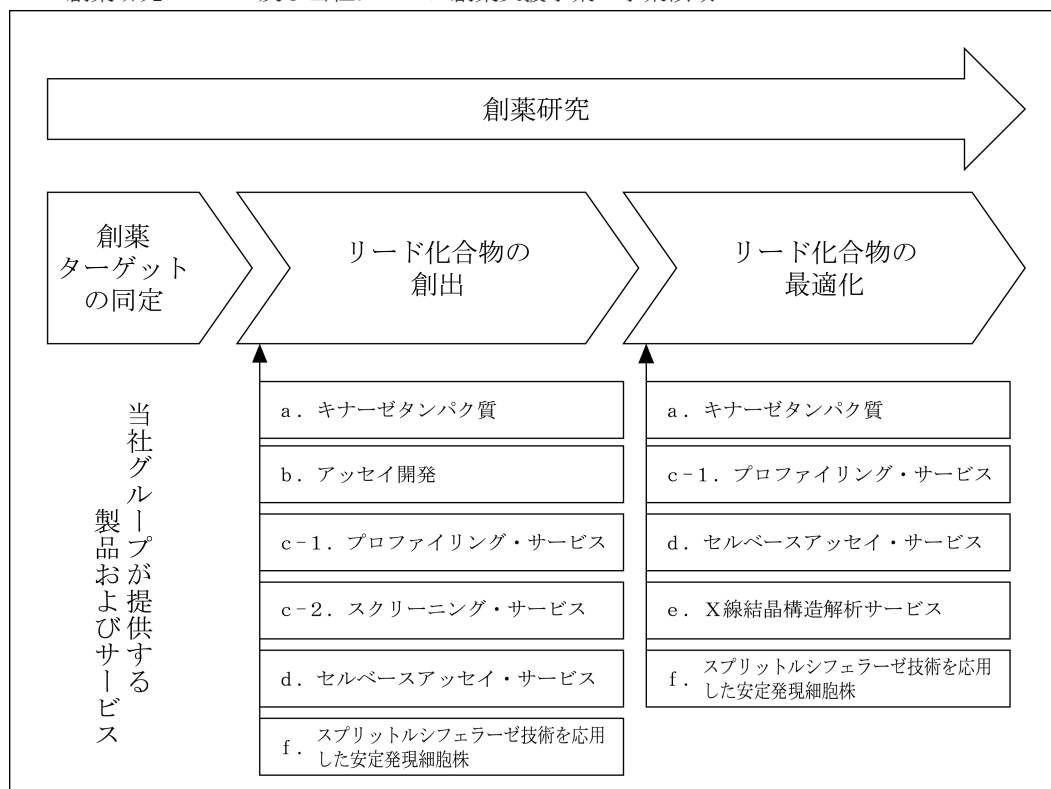 創薬研究
創薬
ターゲット
の同定
リード化合物の
創出
リード化合物の
最適化
当社グループが提供する
製品およびサービス
a．キナーゼタンパク質
b．アッセイ開発
c-1．プロファイリング・サービス
c-2．スクリーニング・サービス
d．セルベースアッセイ・サービス
f．スプリットルシフェラーゼ技術を応用
した安定発現細胞株
a．キナーゼタンパク質
c-1．プロファイリング・サービス
d．セルベースアッセイ・サービス
e．X線結晶構造解析サービス
f．スプリットルシフェラーゼ技術を応用
した安定発現細胞株